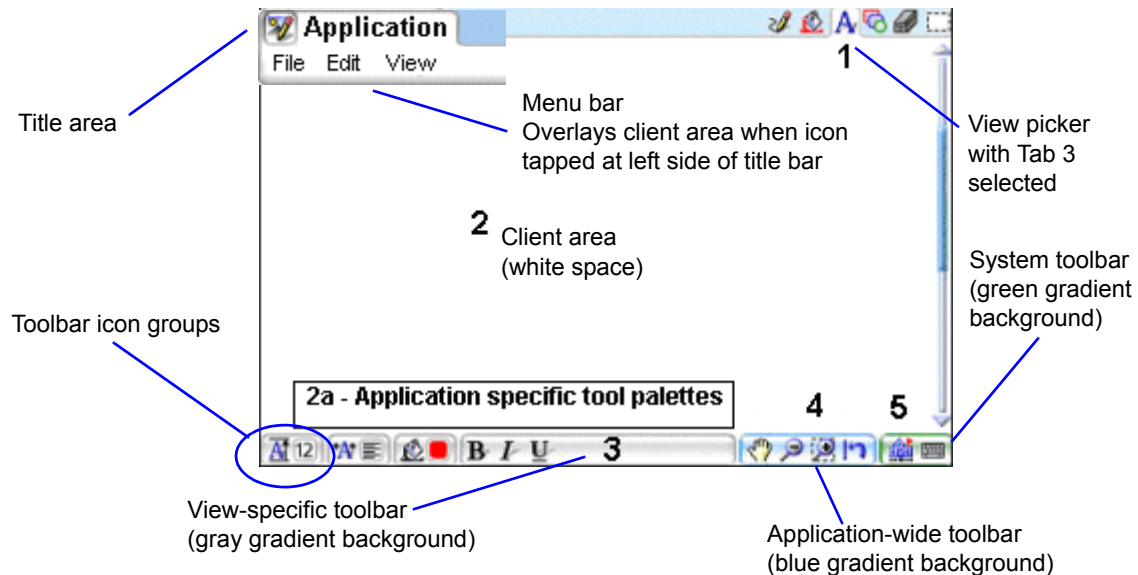 Application
File Edit View
A
1
Title area
Menu bar
Overlays client area when icon
tapped at left side of title bar
View picker
with Tab 3
selected
2
Client area
(white space)
System toolbar
(green gradient
background)
Toolbar icon groups
2a - Application specific tool palettes
4 5
A 12 A B I U 3
View-specific toolbar
(gray gradient background)
Application-wide toolbar
(blue gradient background)